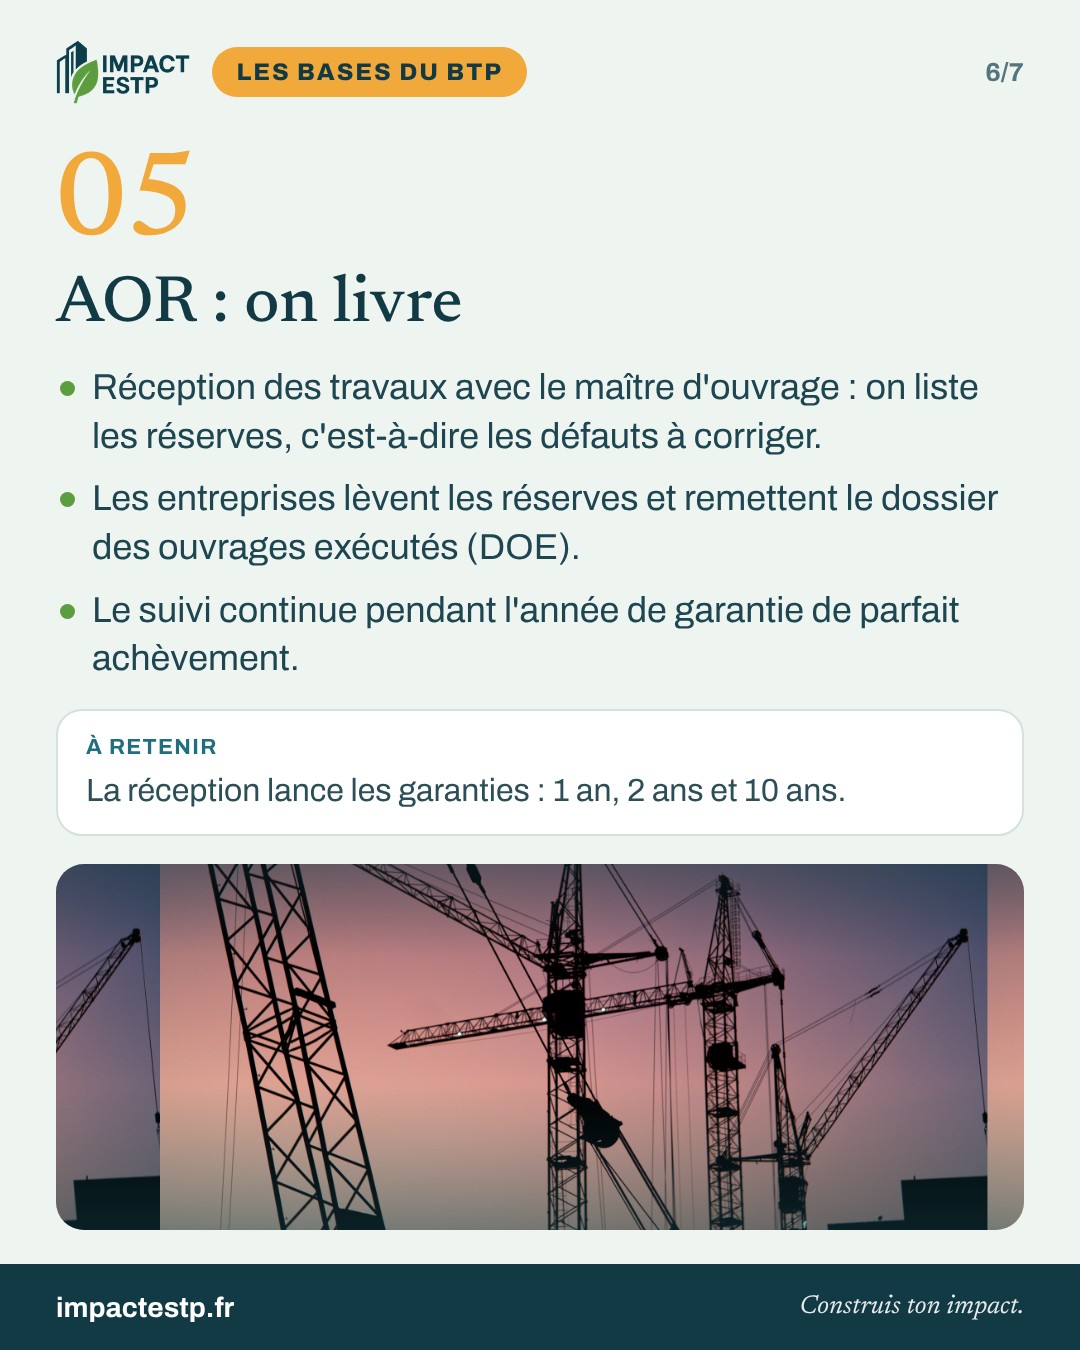 IMPACT
ESTP
LES BASES DU BTP
6/7
05
AOR : on livre
Réception des travaux avec le maître d'ouvrage : on liste
les réserves, c'est-à-dire les défauts à corriger.
Les entreprises lèvent les réserves et remettent le dossier
des ouvrages exécutés (DOE).
Le suivi continue pendant l'année de garantie de parfait
achèvement.
À RETENIR
La réception lance les garanties : 1 an, 2 ans et 10 ans.
impactestp.fr
Construis ton impact.